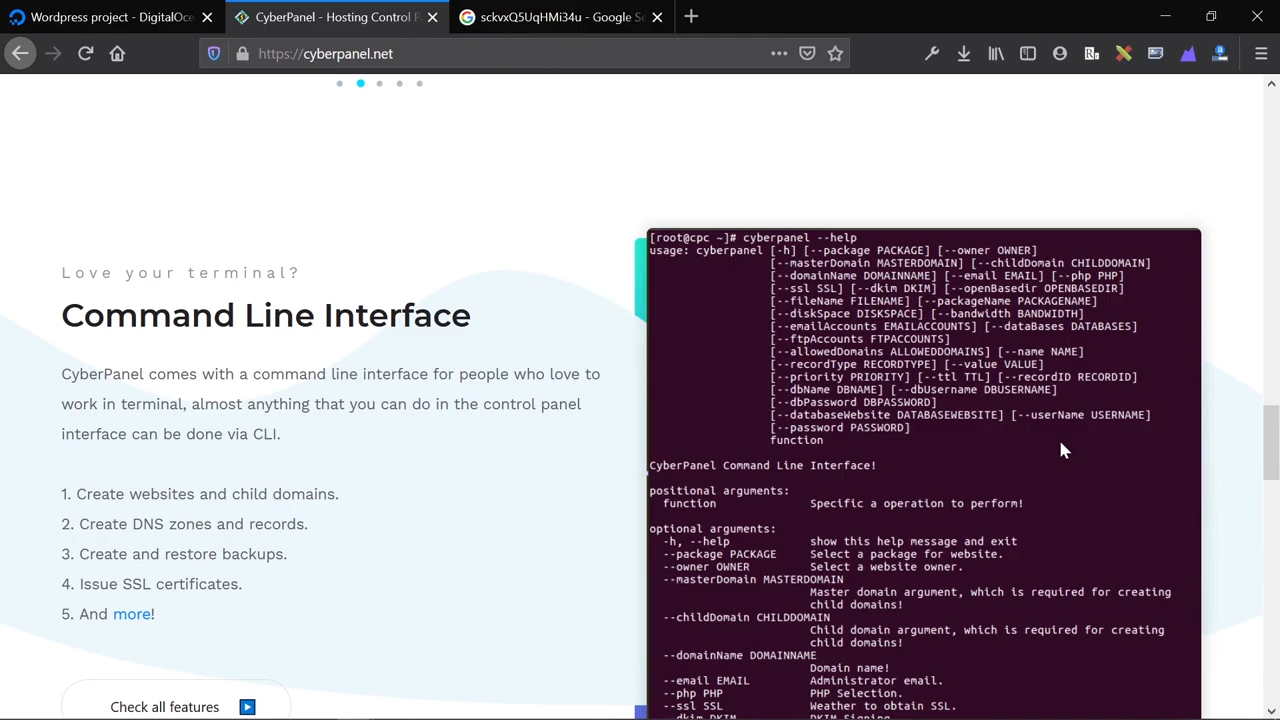 Wordpress project - DigitalOce
CyberPanel - Hosting Control P
sckvxQ5UqHMi34u - Google Se
https://cyberpanel.net
Love your terminal?
Command Line Interface
CyberPanel comes with a command line interface for people who love to
work in terminal, almost anything that you can do in the control panel
interface can be done via CLI.
1. Create websites and child domains.
2. Create DNS zones and records.
3. Create and restore backups.
4. Issue SSL certificates.
5. And more!
Check all features
[root@cpc ~]# cyberpanel --help
usage: cyberpanel [-h] [--package PACKAGE] [--owner OWNER]
[--masterDomain MASTERDOMAIN] [--childDomain CHILDDOMAIN]
[--domainName DOMAINNAME] [--email EMAIL] [--php PHP]
[--ssl SSL] [--dkim DKIM] [--openBasedir OPENBASEDIR]
[--fileName FILENAME] [--packageName PACKAGENAME]
[--diskSpace DISKSPACE] [--bandwidth BANDWIDTH]
[--emailAccounts EMAILACCOUNTS] [--dataBases DATABASES]
[--ftpAccounts FTPACCOUNTS]
[--allowedDomains ALLOWEDDOMAINS] [--name NAME]
[--recordType RECORDTYPE] [--value VALUE]
[--priority PRIORITY] [--ttl TTL] [--recordID RECORDID]
[--dbName DBNAME] [--dbUsername DBUSERNAME]
[--dbPassword DBPASSWORD]
[--databaseWebsite DATABASEWEBSITE] [--userName USERNAME]
[--password PASSWORD]
function
CyberPanel Command Line Interface!
positional arguments:
function Specific a operation to perform!
optional arguments:
-h, --help show this help message and exit
--package PACKAGE Select a package for website.
--owner OWNER Select a website owner.
--masterDomain MASTERDOMAIN
Master domain argument, which is required for creating
child domains!
--childDomain CHILDDOMAIN
Child domain argument, which is required for creating
child domains!
--domainName DOMAINNAME
Domain name!
--email EMAIL Administrator email.
--php PHP PHP Selection.
--ssl SSL Weather to obtain SSL.
--dkim DKIM DKIM Signing.